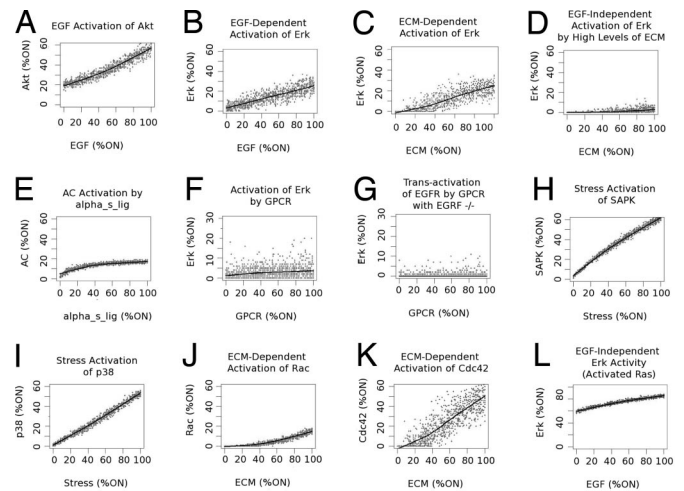 A
EGF Activation of Akt
Akt (%ON)
0 20 40 60
0 20 40 60 80 100
EGF (%ON)
B
EGF-Dependent
Activation of Erk
Erk (%ON)
0 20 40 60
0 20 40 60 80 100
EGF (%ON)
C
ECM-Dependent
Activation of Erk
Erk (%ON)
0 20 40 60
0 20 40 60 80 100
ECM (%ON)
D
EGF-Independent
Activation of Erk
by High Levels of ECM
Erk (%ON)
0 20 40 60
0 20 40 60 80 100
ECM (%ON)
E
AC Activation by
alpha_s_lig
AC (%ON)
0 20 40 60
0 20 40 60 80 100
alpha_s_lig (%ON)
F
Activation of Erk
by GPCR
Erk (%ON)
0 10 20 30
0 20 40 60 80 100
GPCR (%ON)
G
Trans-activation
of EGFR by GPCR
with EGRF -/-
Erk (%ON)
0 10 20 30
0 20 40 60 80 100
GPCR (%ON)
H
Stress Activation
of SAPK
SAPK (%ON)
0 20 40 60
0 20 40 60 80 100
Stress (%ON)
I
Stress Activation
of p38
p38 (%ON)
0 20 40 60
0 20 40 60 80 100
Stress (%ON)
J
ECM-Dependent
Activation of Rac
Rac (%ON)
0 20 40 60
0 20 40 60 80 100
ECM (%ON)
K
ECM-Dependent
Activation of Cdc42
Cdc42 (%ON)
0 20 40 60
0 20 40 60 80 100
ECM (%ON)
L
EGF-Independent
Erk Activity
(Activated Ras)
Erk (%ON)
0 20 40 60 80
0 20 40 60 80 100
EGF (%ON)